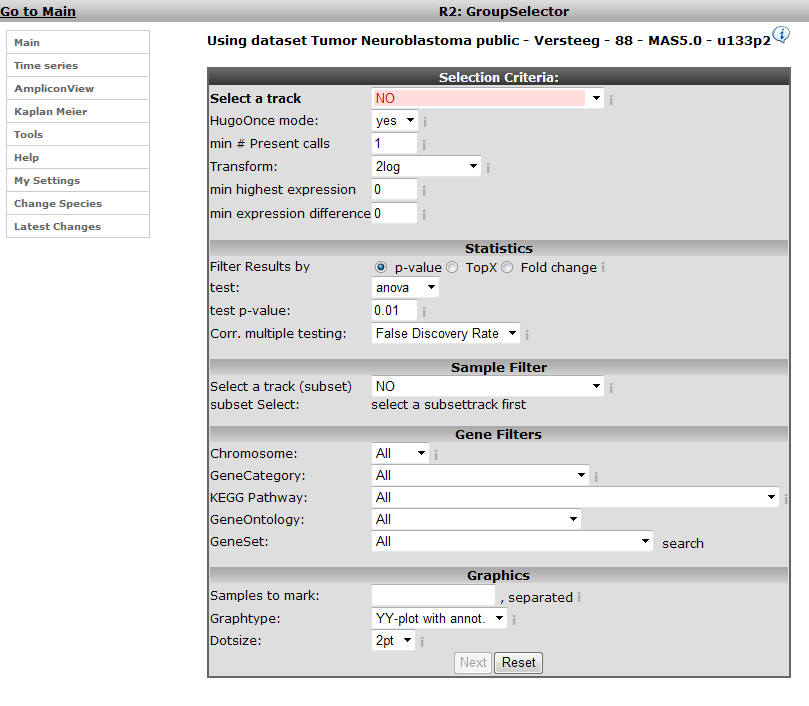 Go to Main
R2: GroupSelector
Main
Time series
AmpliconView
Kaplan Meier
Tools
Help
My Settings
Change Species
Latest Changes
Using dataset Tumor Neuroblastoma public - Versteeg - 88 - MAS5.0 - u133p2 i
Selection Criteria:
Select a track NO i
HugoOnce mode: yes i
min # Present calls 1 i
Transform: 2log i
min highest expression 0 i
min expression difference 0 i
Statistics
Filter Results by p-value TopX Fold change i
test: anova
test p-value: 0.01 i
Corr. multiple testing: False Discovery Rate i
Sample Filter
Select a track (subset) NO i
subset Select: select a subsettrack first
Gene Filters
Chromosome: All i
GeneCategory: All i
KEGG Pathway: All i
GeneOntology: All
GeneSet: All search
Graphics
Samples to mark: , separated i
Graphtype: YY-plot with annot. i
Dotsize: 2pt i
Next Reset